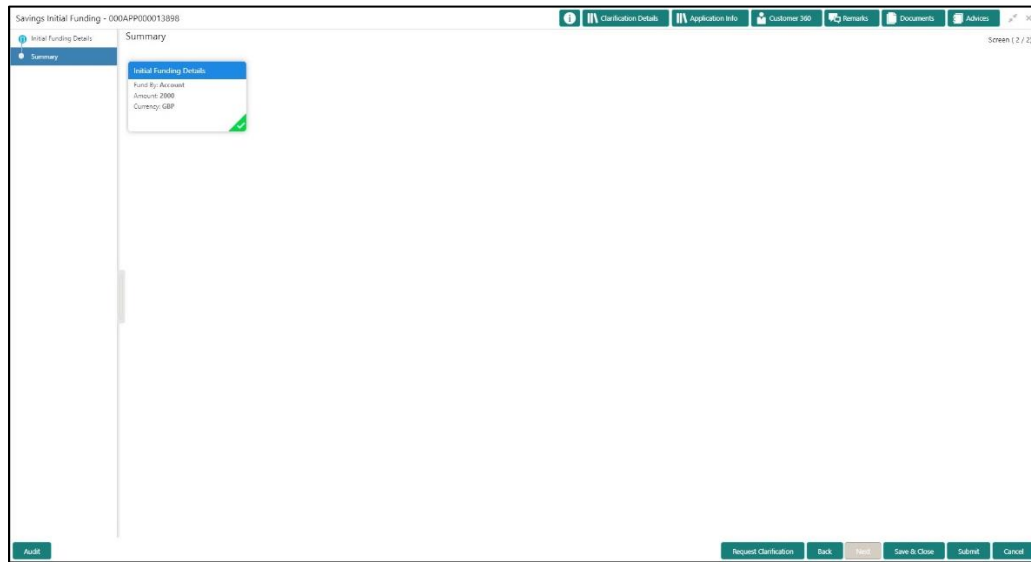 Savings Initial Funding - 000APP000013898
Clarification Details
Application Info
Customer 360
Remarks
Documents
Advices
Initial Funding Details
Summary
Summary
Screen ( 2 / 2)
Initial Funding Details
Fund By: Account
Amount: 2000
Currency: GBP
Audit
Request Clarification
Back
Next
Save & Close
Submit
Cancel